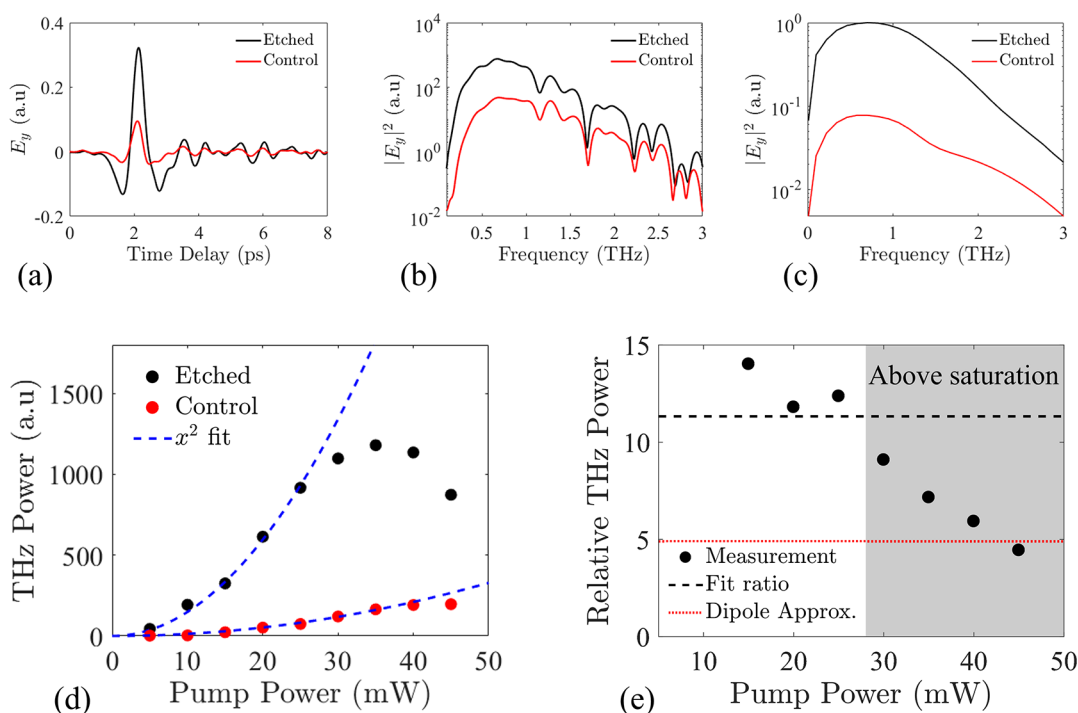 0.4
0.2
0
-0.2
E_y (a.u)
0 2 4 6 8
Time Delay (ps)
Etched
Control
(a)
10^4
10^2
10^0
10^-2
|E_y|^2 (a.u)
0.5 1 1.5 2 2.5 3
Frequency (THz)
Etched
Control
(b)
10^0
10^-1
10^-2
|E_y|^2 (a.u)
0 1 2 3
Frequency (THz)
Etched
Control
(c)
1500
1000
500
0
THz Power (a.u)
Etched
Control
x^2 fit
0 10 20 30 40 50
Pump Power (mW)
(d)
15
10
5
0
Relative THz Power
Above saturation
Measurement
Fit ratio
Dipole Approx.
10 20 30 40 50
Pump Power (mW)
(e)